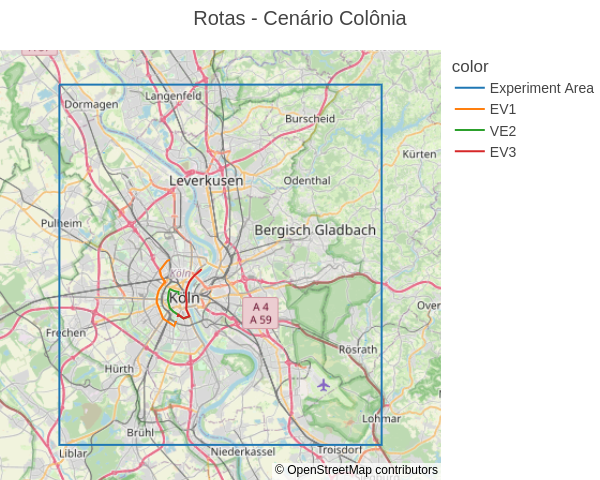 Rotas - Cenário Colônia
color
Experiment Area
EV1
VE2
EV3
Langenfeld
Dormagen
Burscheid
Kürten
Leverkusen
Odenthal
Pulheim
Bergisch Gladbach
Köln
Köln
A 4
A 59
Over
Frechen
Rösrath
Hürth
Lohmar
Brühl
Liblar
Niederkassel
Troisdorf
© OpenStreetMap contributors